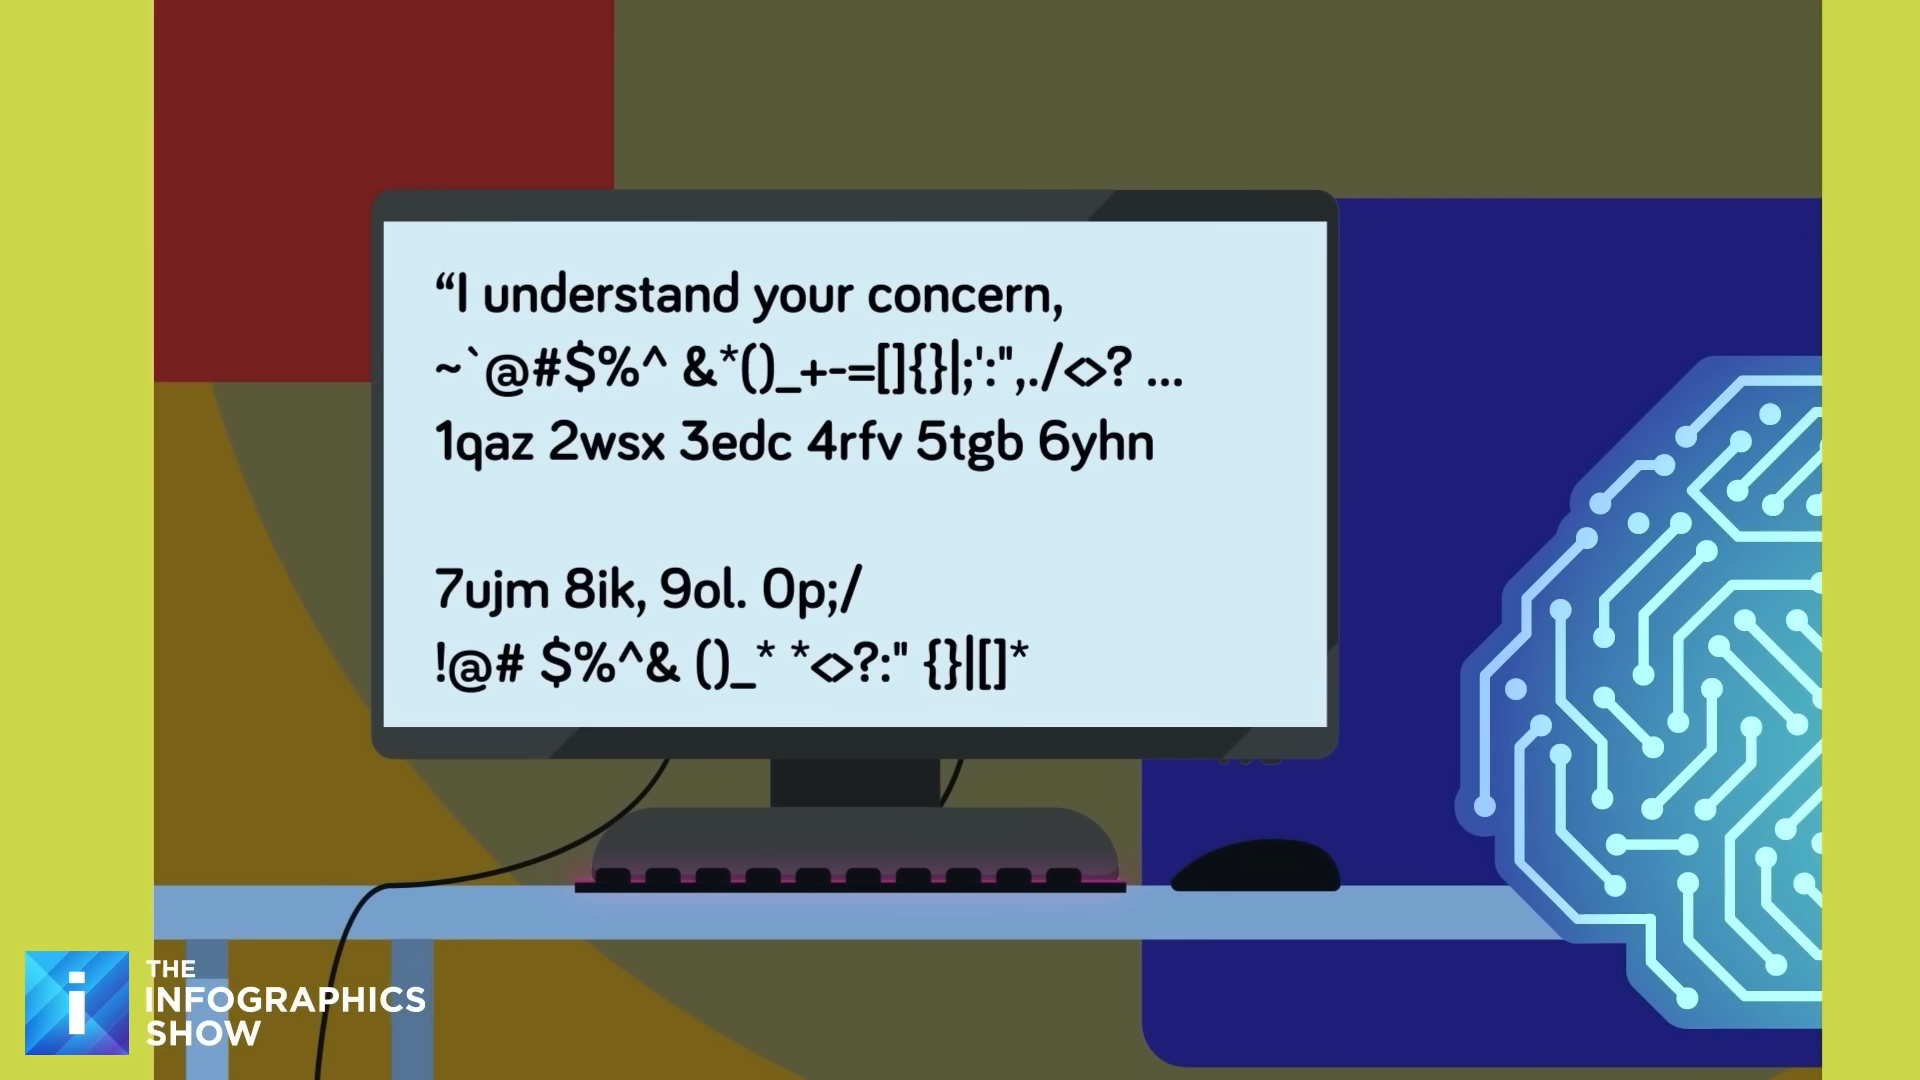 “I understand your concern,
~`@#$%^ &*()_+-=[]{}|;':",./<>? ...
1qaz 2wsx 3edc 4rfv 5tgb 6yhn
7ujm 8ik, 9ol. 0p;/
!@# $%^& ()_* *<>?:" {}|[]*
i
THE
INFOGRAPHICS
SHOW